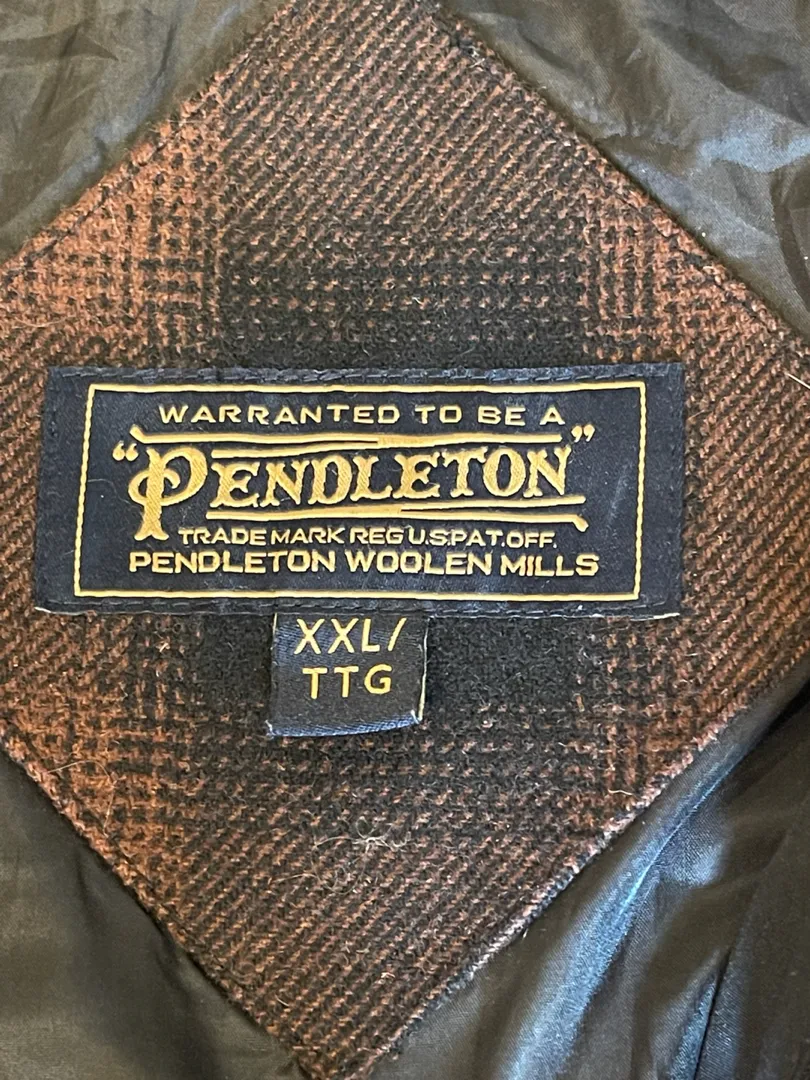 WARRANTED TO BE A
"PENDLETON"
TRADE MARK REG U.S.PAT.OFF.
PENDLETON WOOLEN MILLS
XXL/
TTG